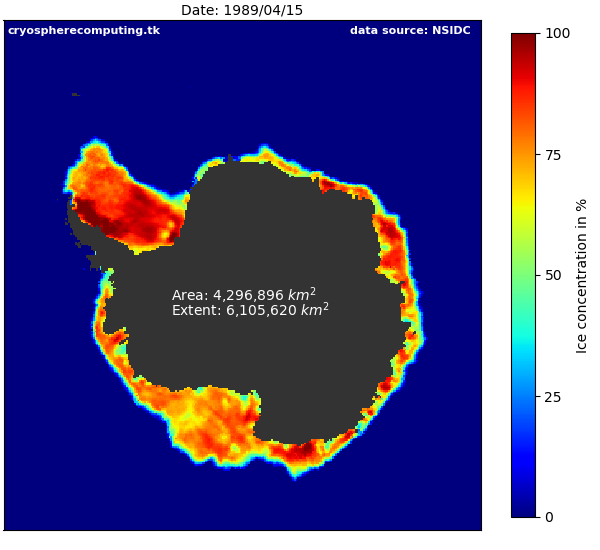 Date: 1989/04/15
cryospherecomputing.tk
data source: NSIDC
Area: 4,296,896 km²
Extent: 6,105,620 km²
100
75
50
25
0
Ice concentration in %